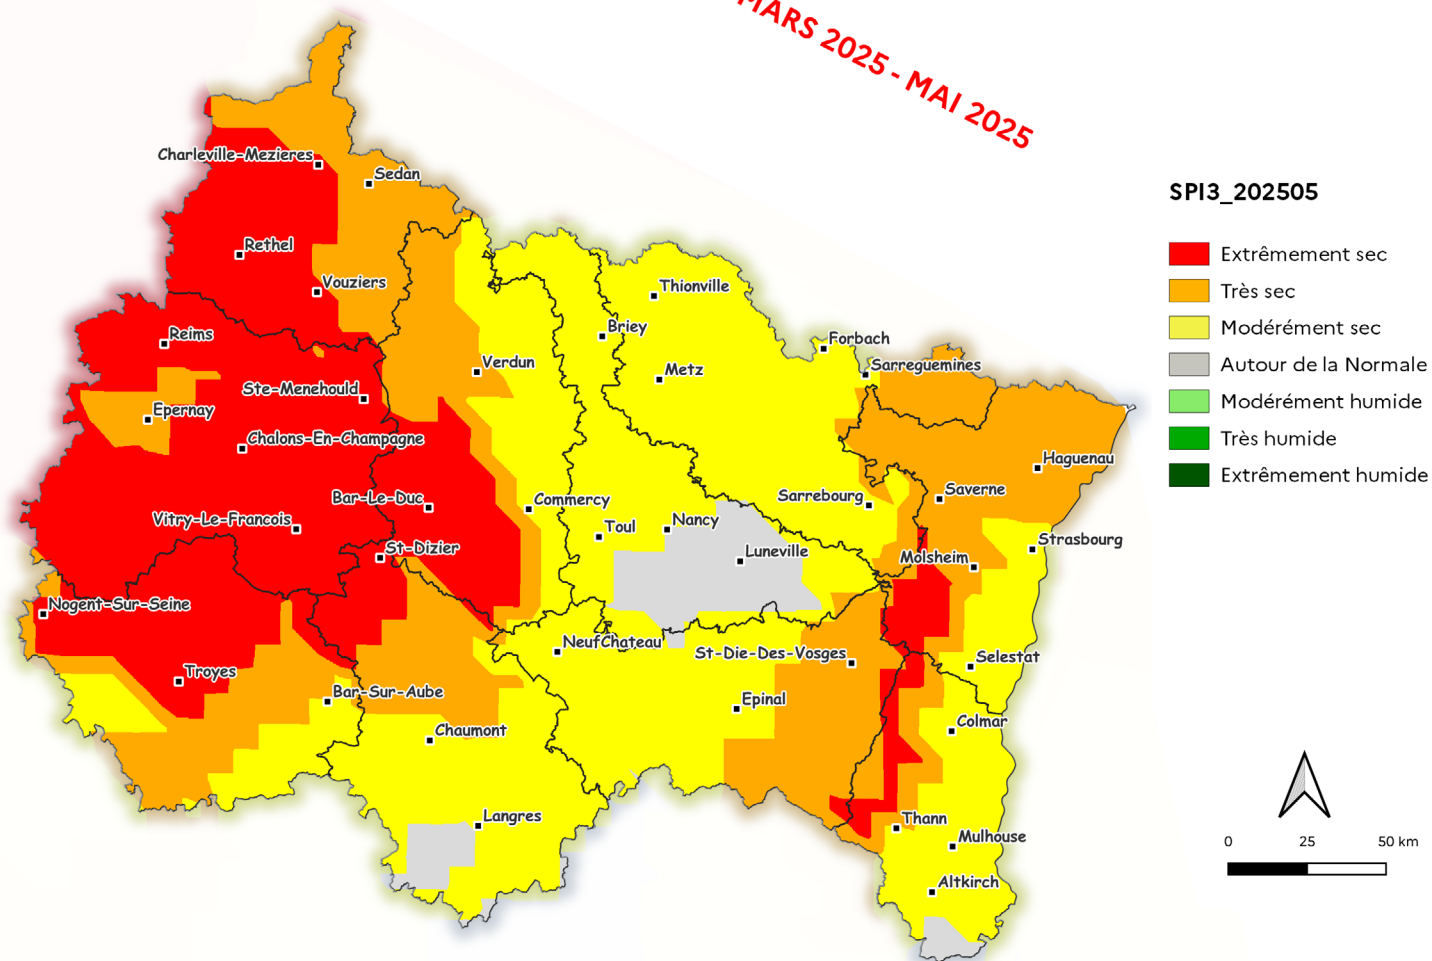 MARS 2025 - MAI 2025
SPI3_202505
Extrêmement sec
Très sec
Modérément sec
Autour de la Normale
Modérément humide
Très humide
Extrêmement humide
Charleville-Mezieres
Sedan
Rethel
Vouziers
Thionville
Reims
Briey
Forbach
Verdun
Metz
Sarreguemines
Ste-Menehould
Epernay
Chalons-En-Champagne
Haguenau
Bar-Le-Duc
Commercy
Sarrebourg
Saverne
Vitry-Le-Francois
Toul
Nancy
Strasbourg
St-Dizier
Luneville
Molsheim
Nogent-Sur-Seine
NeufChateau
St-Die-Des-Vosges
Selestat
Troyes
Bar-Sur-Aube
Epinal
Chaumont
Colmar
Langres
Thann
Mulhouse
Altkirch
0 25 50 km